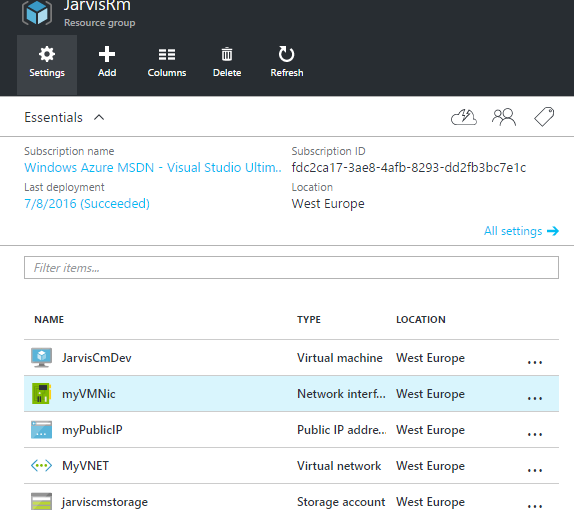 JarvisRm
Resource group
Settings Add Columns Delete Refresh
Essentials
Subscription name Subscription ID
Windows Azure MSDN - Visual Studio Ultim.. fdc2ca17-3ae8-4afb-8293-dd2fb3bc7e1c
Last deployment Location
7/8/2016 (Succeeded) West Europe
All settings
Filter items...
NAME TYPE LOCATION
JarvisCmDev Virtual machine West Europe ...
myVMNic Network interf... West Europe ...
myPublicIP Public IP addre... West Europe ...
MyVNET Virtual network West Europe ...
jarviscmstorage Storage account West Europe ...